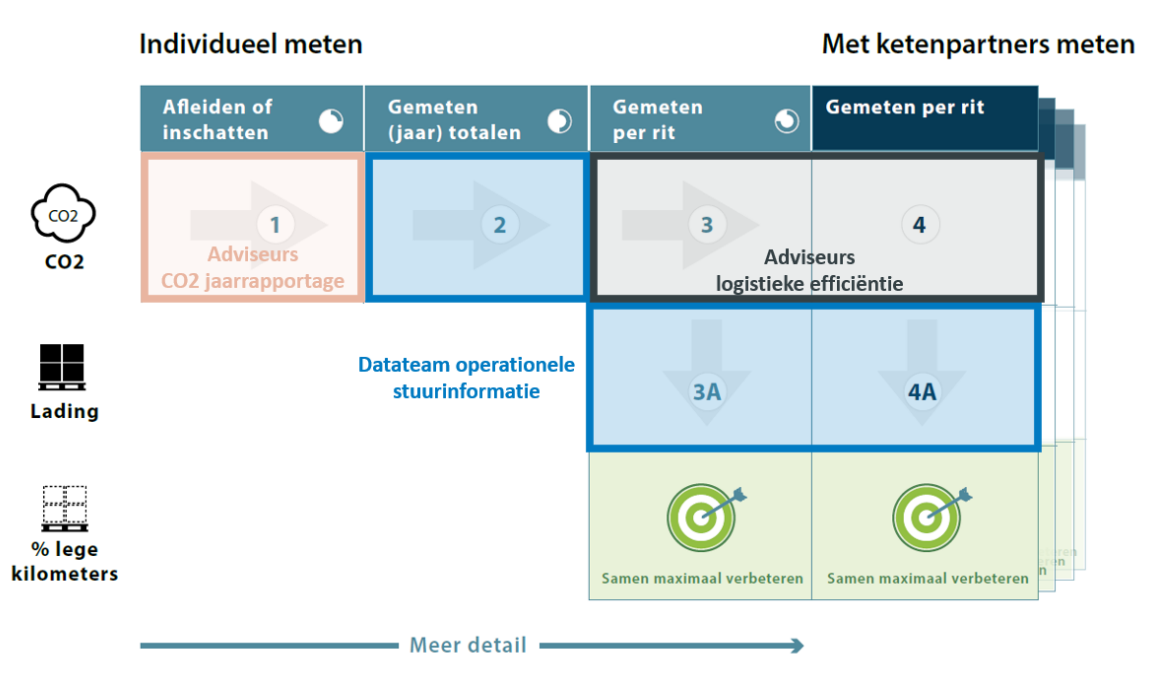 Individueel meten
Met ketenpartners meten
Afleiden of
inschatten
Gemeten
(jaar) totalen
Gemeten
per rit
Gemeten per rit
CO2
CO2
1
Adviseurs
CO2 jaarrapportage
2
3
4
Adviseurs
logistieke efficiëntie
Lading
Datateam operationele
stuurinformatie
3A
4A
% lege
kilometers
Samen maximaal verbeteren
Samen maximaal verbeteren
Meer detail